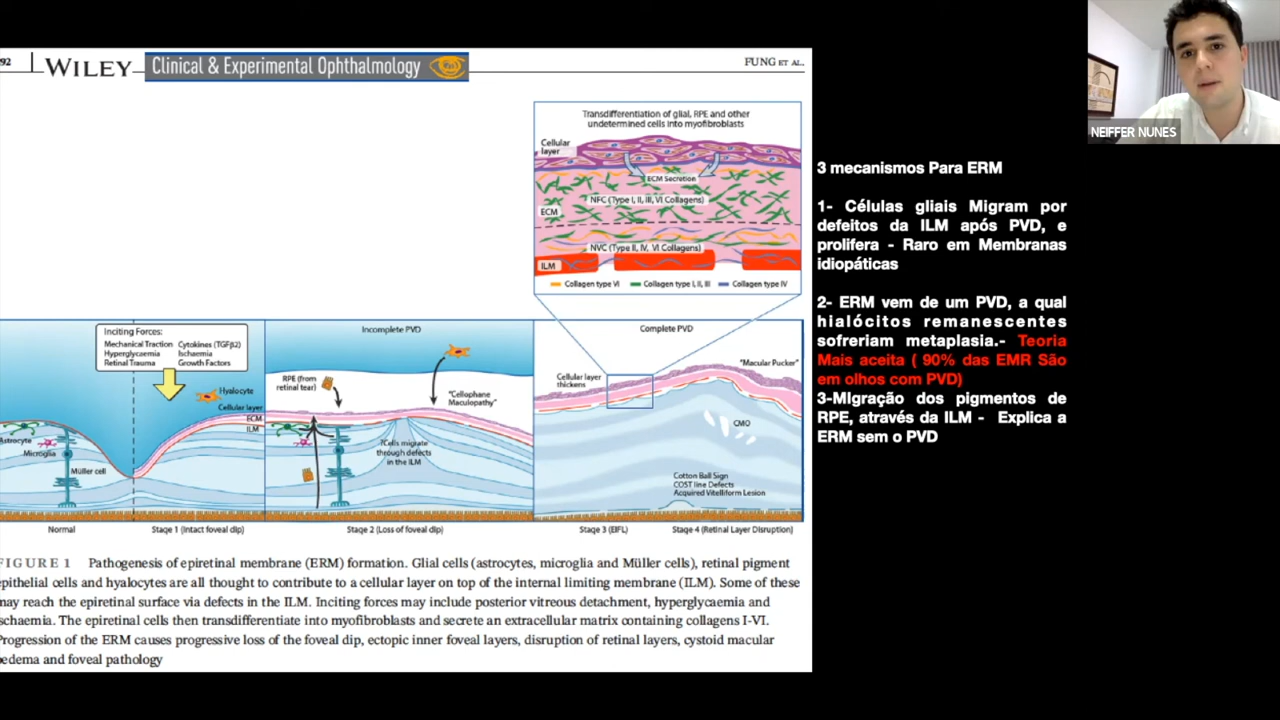 92
WILEY
Clinical & Experimental Ophthalmology
FUNG ET AL.
NEIFFER NUNES
Transdifferentiation of glial, RPE and other
undetermined cells into myofibroblasts
Cellular
layer
ECM Secretion
NFC (Type I, II, III, VI Collagens)
ECM
NVC (Type II, IV, VI Collagens)
ILM
Collagen type VI
Collagen type I, II, III
Collagen type IV
Inciting Forces:
Mechanical Traction
Hyperglycaemia
Retinal Trauma
Cytokines (TGFβ2)
Ischaemia
Growth Factors
Hyalocyte
Cellular layer
ECM
ILM
Astrocyte
Microglia
Müller cell
Incomplete PVD
RPE (from
retinal tear)
"Cellophane
Maculopathy"
?Cells migrate
through defects
in the ILM
Complete PVD
"Macular Pucker"
Cellular layer
thickens
CMO
Cotton Ball Sign
COST line Defects
Acquired Vitelliform Lesion
Normal
Stage 1 (Intact foveal dip)
Stage 2 (Loss of foveal dip)
Stage 3 (EIFL)
Stage 4 (Retinal Layer Disruption)
FIGURE 1 Pathogenesis of epiretinal membrane (ERM) formation. Glial cells (astrocytes, microglia and Müller cells), retinal pigment
epithelial cells and hyalocytes are all thought to contribute to a cellular layer on top of the internal limiting membrane (ILM). Some of these
may reach the epiretinal surface via defects in the ILM. Inciting forces may include posterior vitreous detachment, hyperglycaemia and
ischaemia. The epiretinal cells then transdifferentiate into myofibroblasts and secrete an extracellular matrix containing collagens I-VI.
Progression of the ERM causes progressive loss of the foveal dip, ectopic inner foveal layers, disruption of retinal layers, cystoid macular
oedema and foveal pathology
3 mecanismos Para ERM
1- Células gliais Migram por
defeitos da ILM após PVD, e
prolifera - Raro em Membranas
idiopáticas
2- ERM vem de um PVD, a qual
hialócitos remanescentes
sofreriam metaplasia.- Teoria
Mais aceita ( 90% das EMR São
em olhos com PVD)
3-MIgração dos pigmentos de
RPE, através da ILM - Explica a
ERM sem o PVD